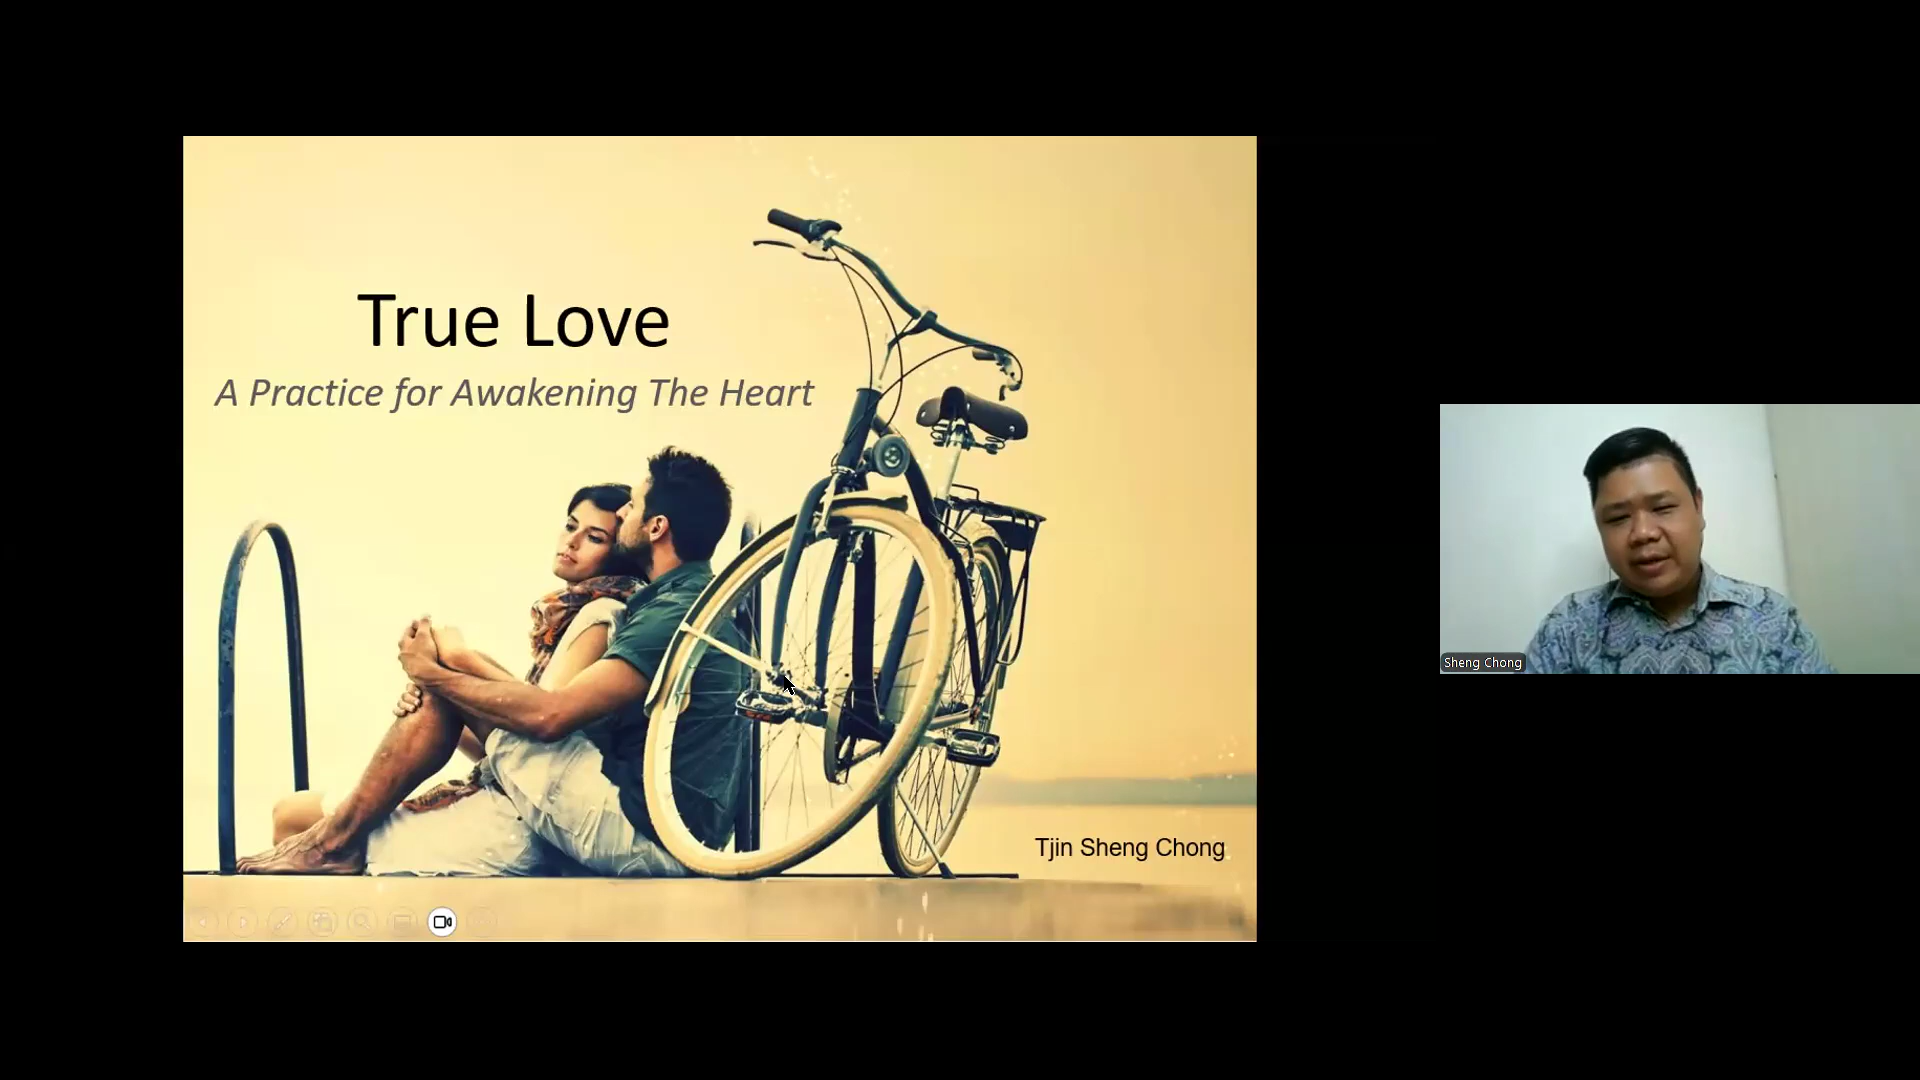 True Love
A Practice for Awakening The Heart
Tjin Sheng Chong
Sheng Chong